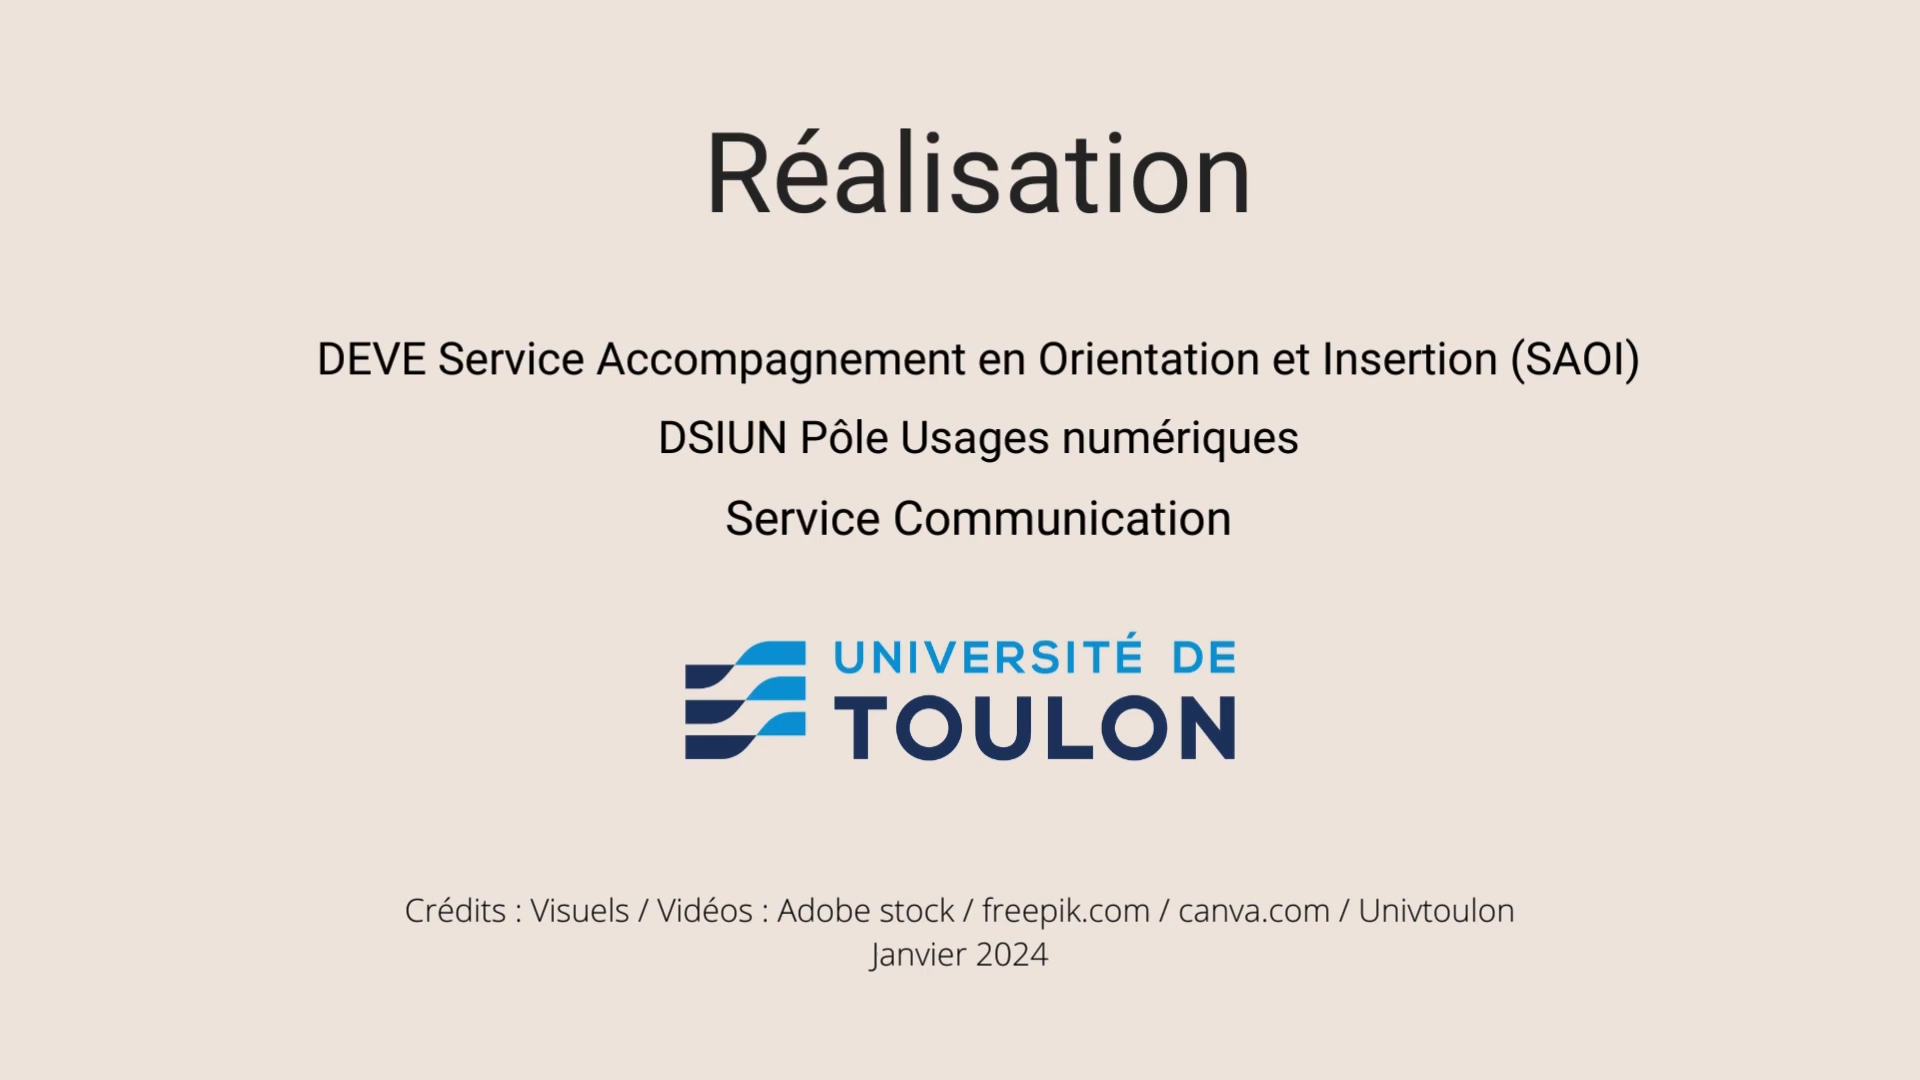 Réalisation
DEVE Service Accompagnement en Orientation et Insertion (SAOI)
DSIUN Pôle Usages numériques
Service Communication
UNIVERSITÉ DE
TOULON
Crédits : Visuels / Vidéos : Adobe stock / freepik.com / canva.com / Univtoulon
Janvier 2024